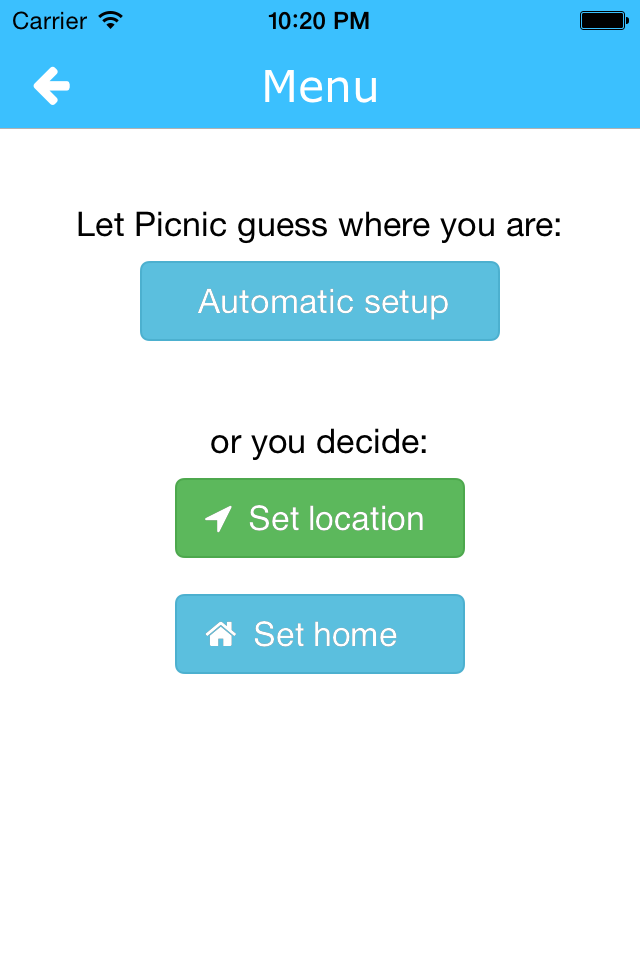 Carrier 10:20 PM
Menu
Let Picnic guess where you are:
Automatic setup
or you decide:
Set location
Set home